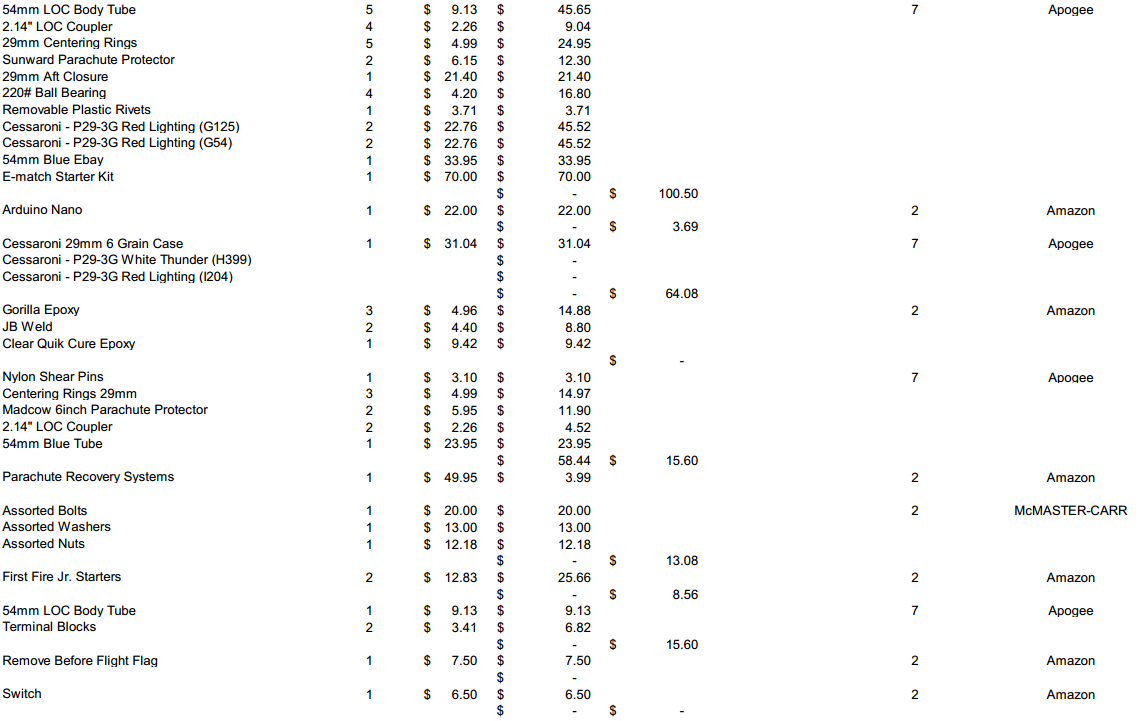 54mm LOC Body Tube 5 $ 9.13 $ 45.65 7 Apogee
2.14" LOC Coupler 4 $ 2.26 $ 9.04
29mm Centering Rings 5 $ 4.99 $ 24.95
Sunward Parachute Protector 2 $ 6.15 $ 12.30
29mm Aft Closure 1 $ 21.40 $ 21.40
220# Ball Bearing 4 $ 4.20 $ 16.80
Removable Plastic Rivets 1 $ 3.71 $ 3.71
Cessaroni - P29-3G Red Lighting (G125) 2 $ 22.76 $ 45.52
Cessaroni - P29-3G Red Lighting (G54) 2 $ 22.76 $ 45.52
54mm Blue Ebay 1 $ 33.95 $ 33.95
E-match Starter Kit 1 $ 70.00 $ 70.00
$ - $ 100.50
Arduino Nano 1 $ 22.00 $ 22.00 2 Amazon
$ - $ 3.69
Cessaroni 29mm 6 Grain Case 1 $ 31.04 $ 31.04 7 Apogee
Cessaroni - P29-3G White Thunder (H399) $ -
Cessaroni - P29-3G Red Lighting (I204) $ -
$ - $ 64.08
Gorilla Epoxy 3 $ 4.96 $ 14.88 2 Amazon
JB Weld 2 $ 4.40 $ 8.80
Clear Quik Cure Epoxy 1 $ 9.42 $ 9.42
$ -
Nylon Shear Pins 1 $ 3.10 $ 3.10 7 Apogee
Centering Rings 29mm 3 $ 4.99 $ 14.97
Madcow 6inch Parachute Protector 2 $ 5.95 $ 11.90
2.14" LOC Coupler 2 $ 2.26 $ 4.52
54mm Blue Tube 1 $ 23.95 $ 23.95
$ 58.44 $ 15.60
Parachute Recovery Systems 1 $ 49.95 $ 3.99 2 Amazon
Assorted Bolts 1 $ 20.00 $ 20.00 2 McMASTER-CARR
Assorted Washers 1 $ 13.00 $ 13.00
Assorted Nuts 1 $ 12.18 $ 12.18
$ - $ 13.08
First Fire Jr. Starters 2 $ 12.83 $ 25.66 2 Amazon
$ - $ 8.56
54mm LOC Body Tube 1 $ 9.13 $ 9.13 7 Apogee
Terminal Blocks 2 $ 3.41 $ 6.82
$ - $ 15.60
Remove Before Flight Flag 1 $ 7.50 $ 7.50 2 Amazon
$ -
Switch 1 $ 6.50 $ 6.50 2 Amazon
$ - $ -